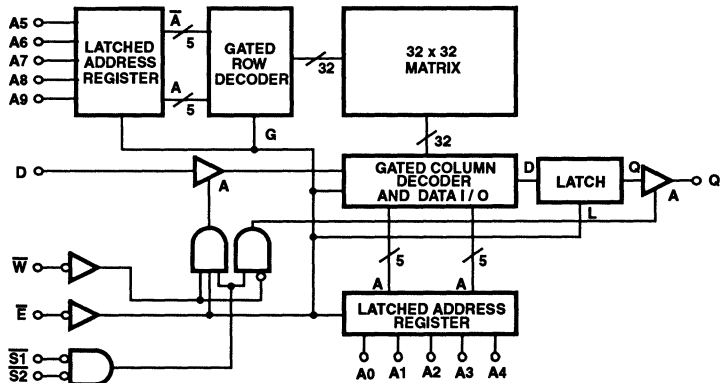 A5
A6
A7
A8
A9
LATCHED
ADDRESS
REGISTER
A̅
5
A
5
GATED
ROW
DECODER
32
32 x 32
MATRIX
G
32
D
A
GATED COLUMN
DECODER
AND DATA I / O
D
LATCH
Q
L
A
Q
W̅
E̅
S1̅
S2̅
5
A
5
A
LATCHED ADDRESS
REGISTER
A0 A1 A2 A3 A4